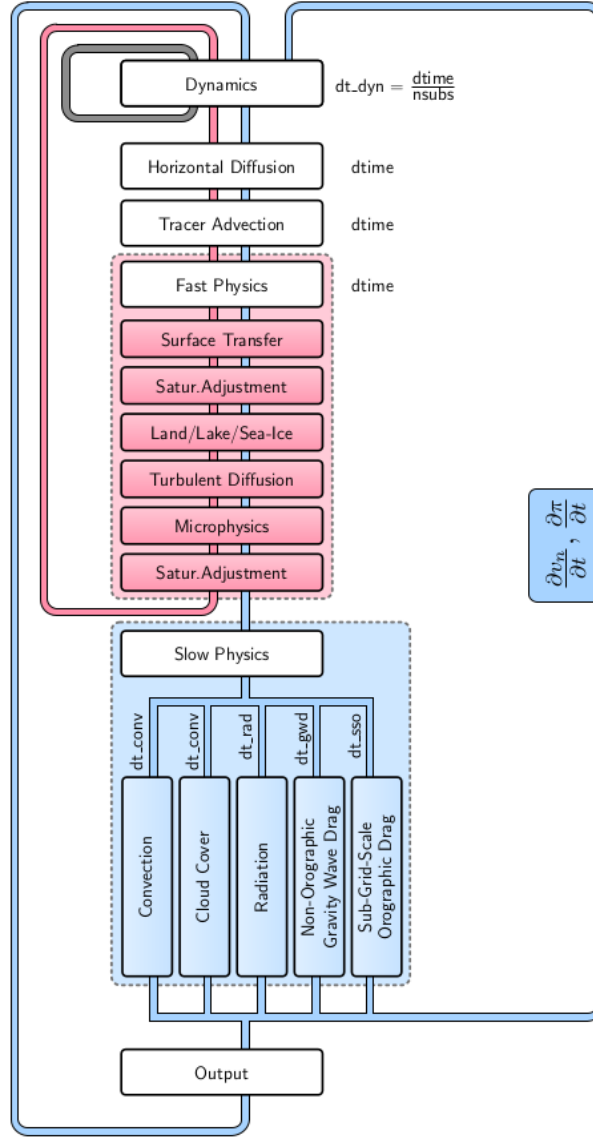 Dynamics
dt_dyn = dtime/nsubs
Horizontal Diffusion
dtime
Tracer Advection
dtime
Fast Physics
dtime
Surface Transfer
Satur.Adjustment
Land/Lake/Sea-Ice
Turbulent Diffusion
Microphysics
Satur.Adjustment
∂vₙ/∂t , ∂π/∂t
Slow Physics
dt_conv
dt_conv
dt_rad
dt_gwd
dt_sso
Convection
Cloud Cover
Radiation
Non-Orographic
Gravity Wave Drag
Sub-Grid-Scale
Orographic Drag
Output